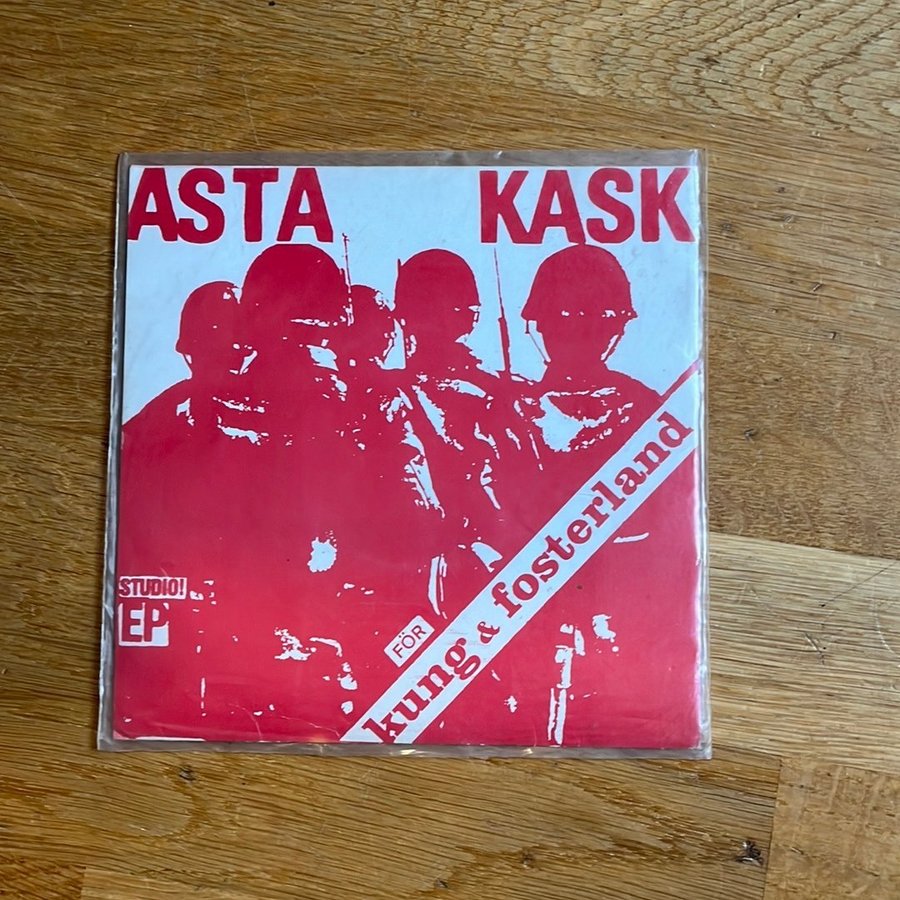 ASTA KASK
STUDIO!
EP
FÖR
kung & fosterland